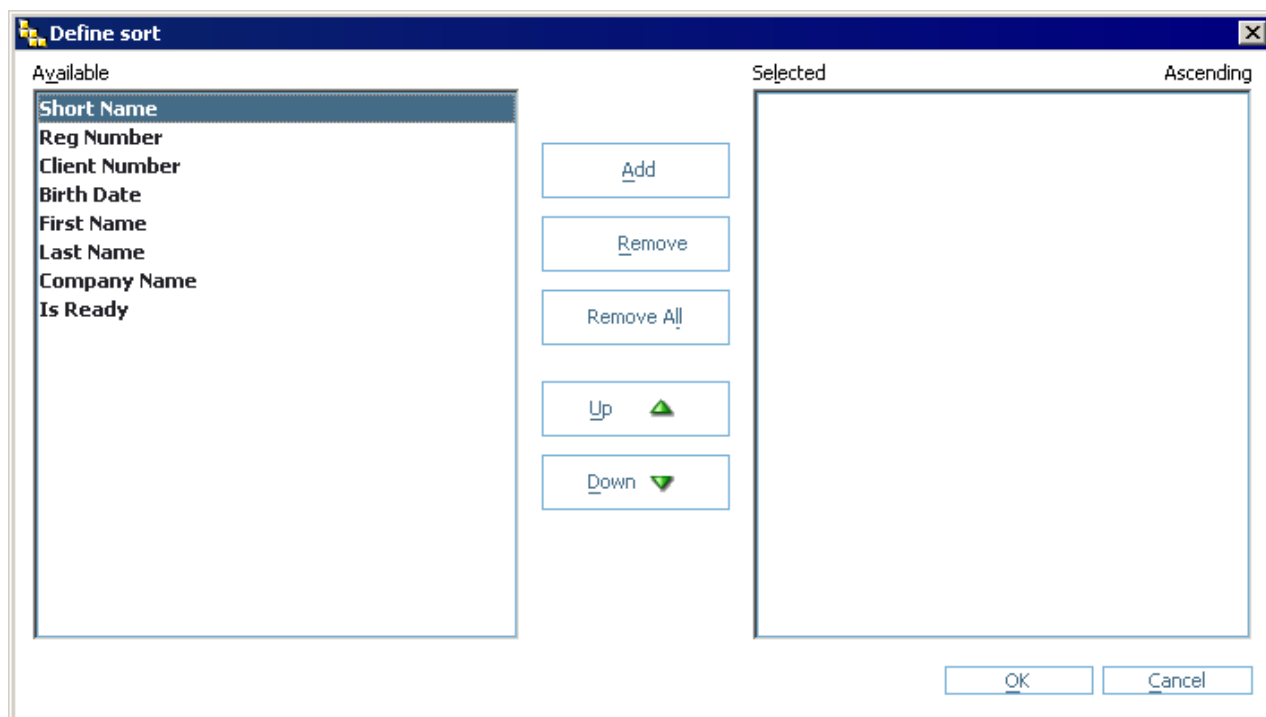 Define sort
Available
Short Name
Reg Number
Client Number
Birth Date
First Name
Last Name
Company Name
Is Ready
Add
Remove
Remove All
Up
Down
Selected Ascending
OK Cancel